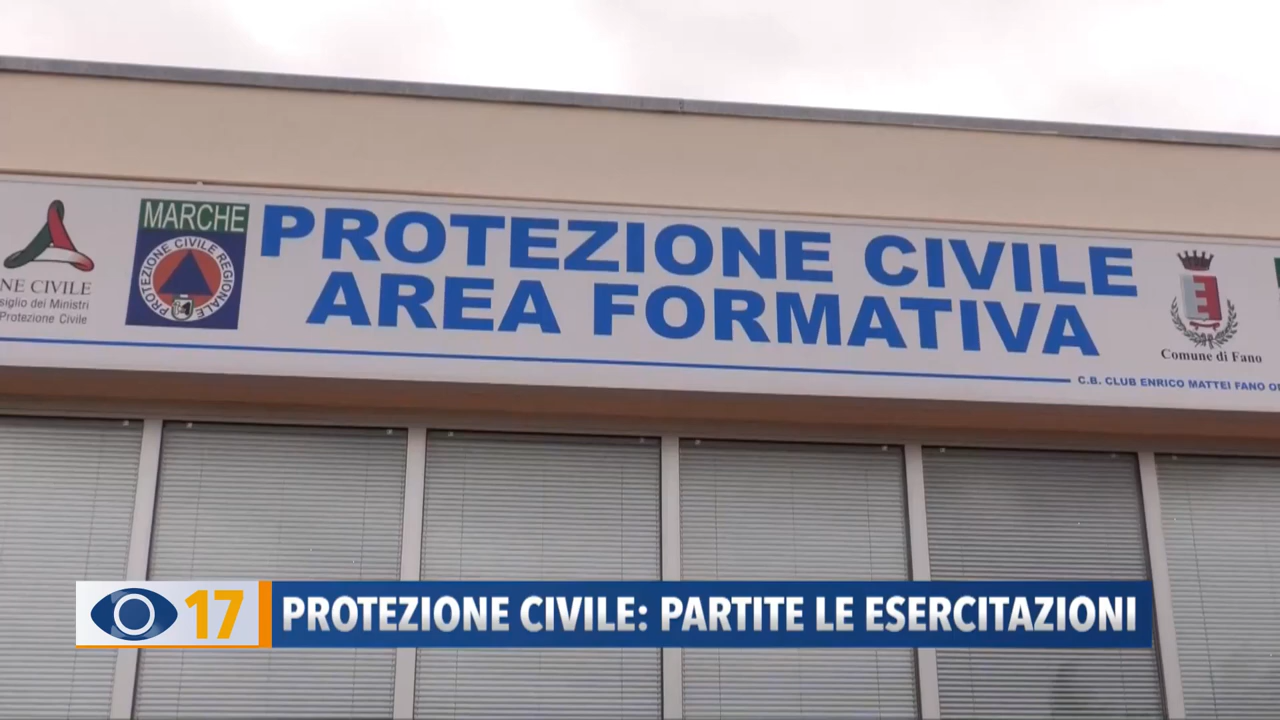 MARCHE
PROTEZIONE CIVILE REGIONALE
PROTEZIONE CIVILE
AREA FORMATIVA
NE CIVILE
siglio dei Ministri
Protezione Civile
Comune di Fano
C.B. CLUB ENRICO MATTEI FANO
17
PROTEZIONE CIVILE: PARTITE LE ESERCITAZIONI